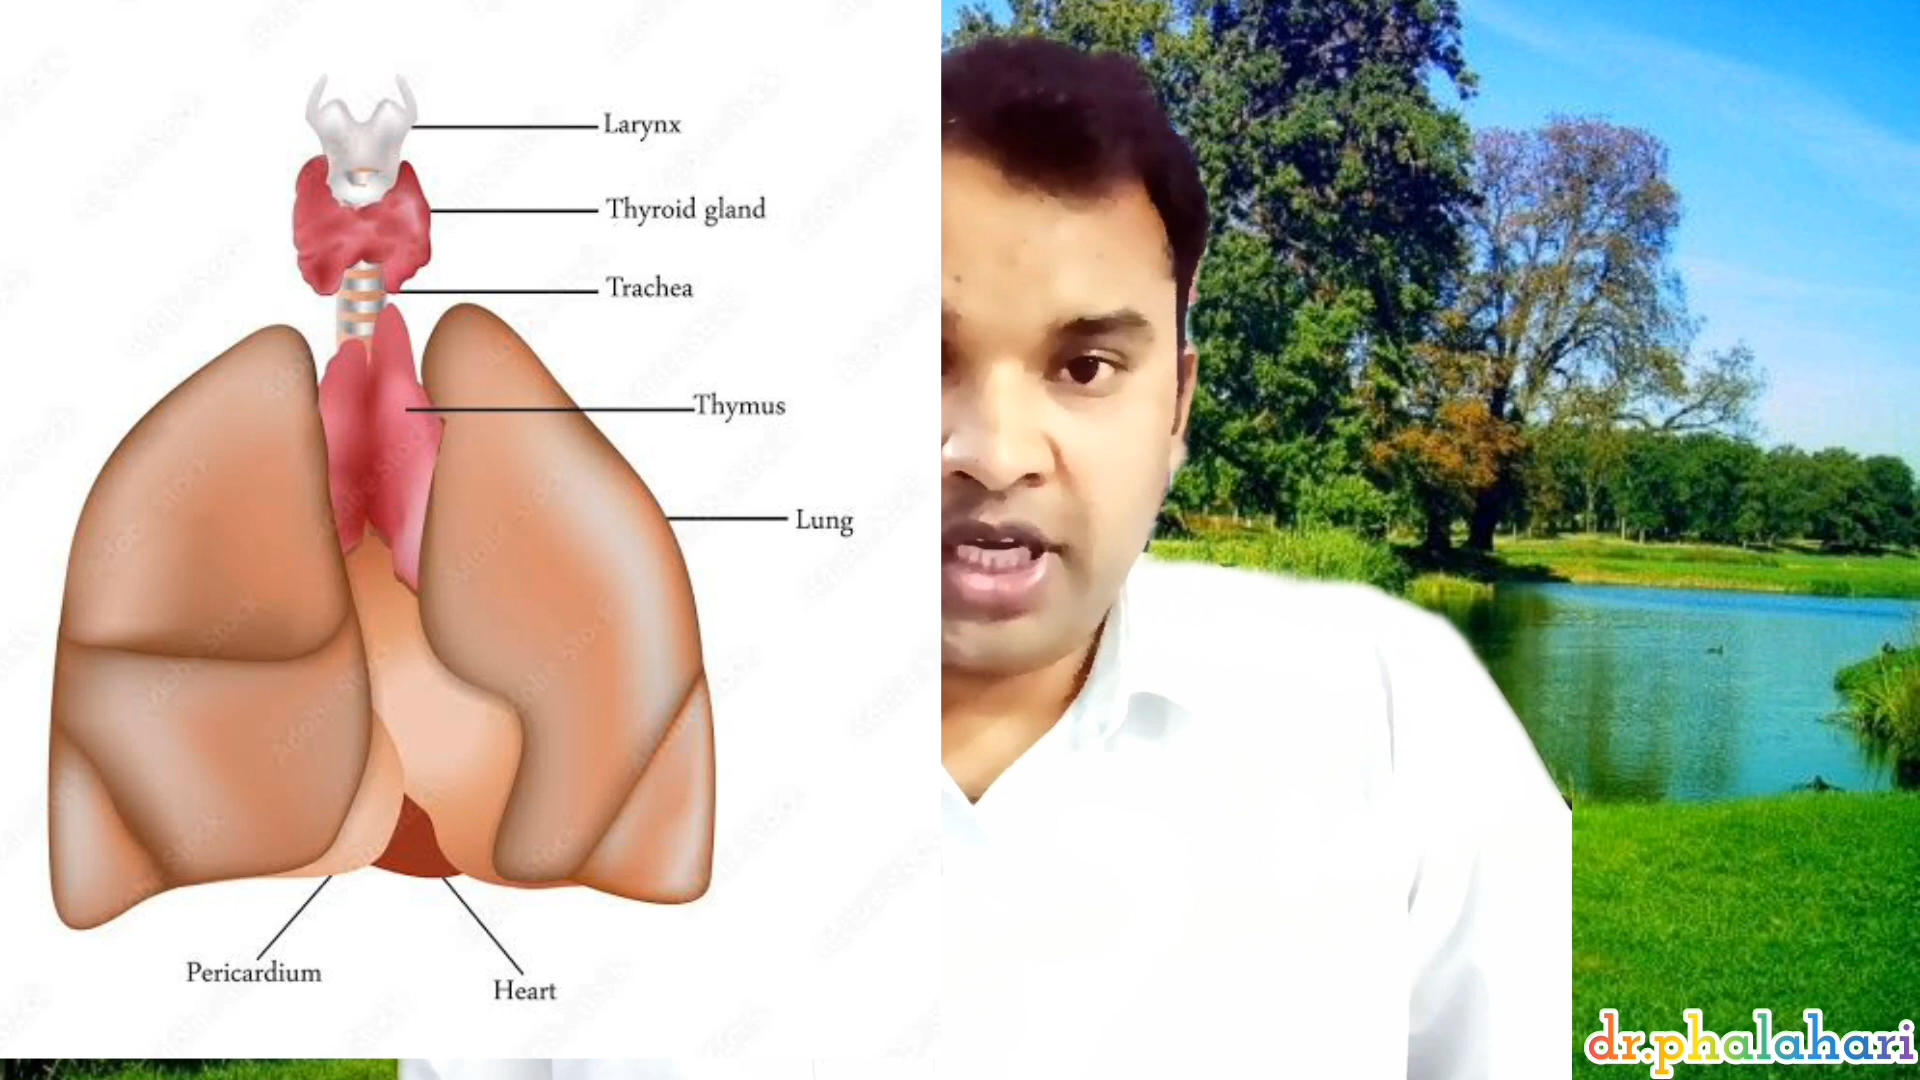 Larynx
Thyroid gland
Trachea
Thymus
Lung
Pericardium
Heart
dr.phalahari